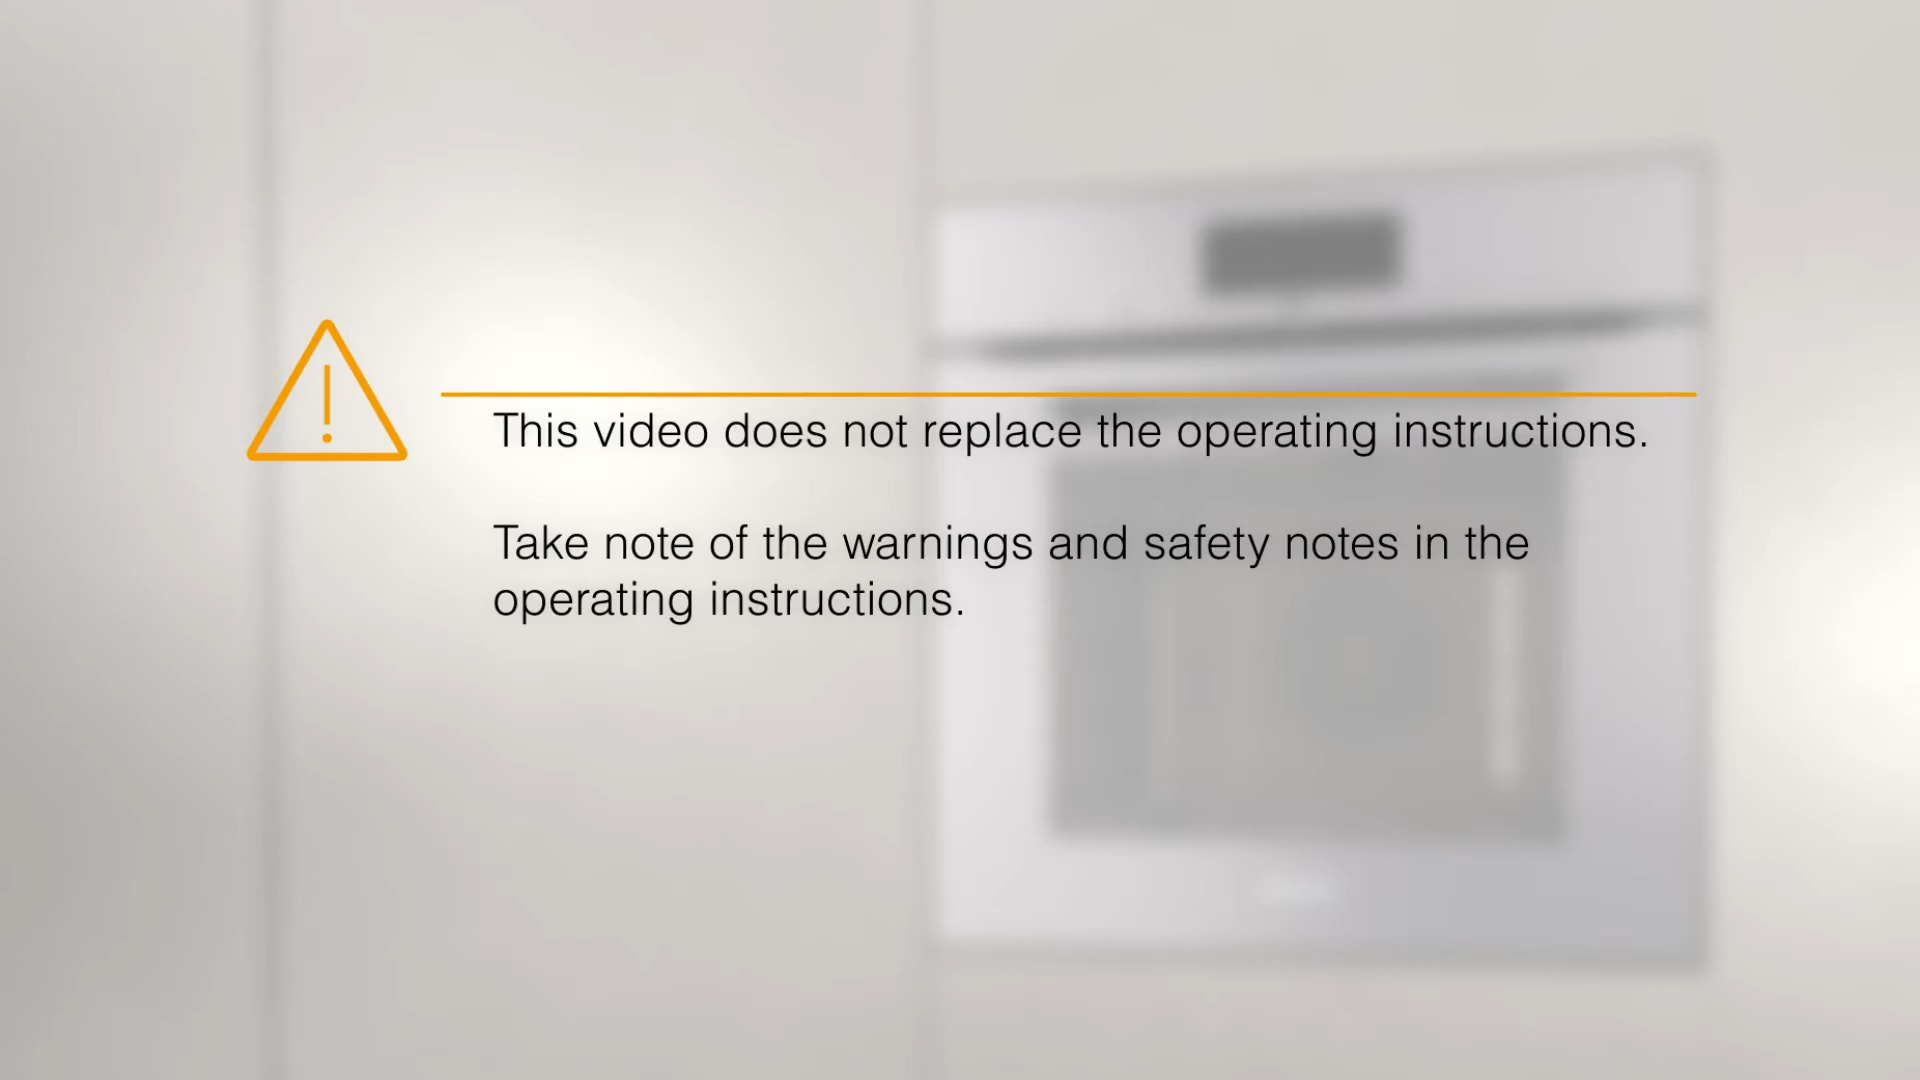 This video does not replace the operating instructions.
Take note of the warnings and safety notes in the
operating instructions.